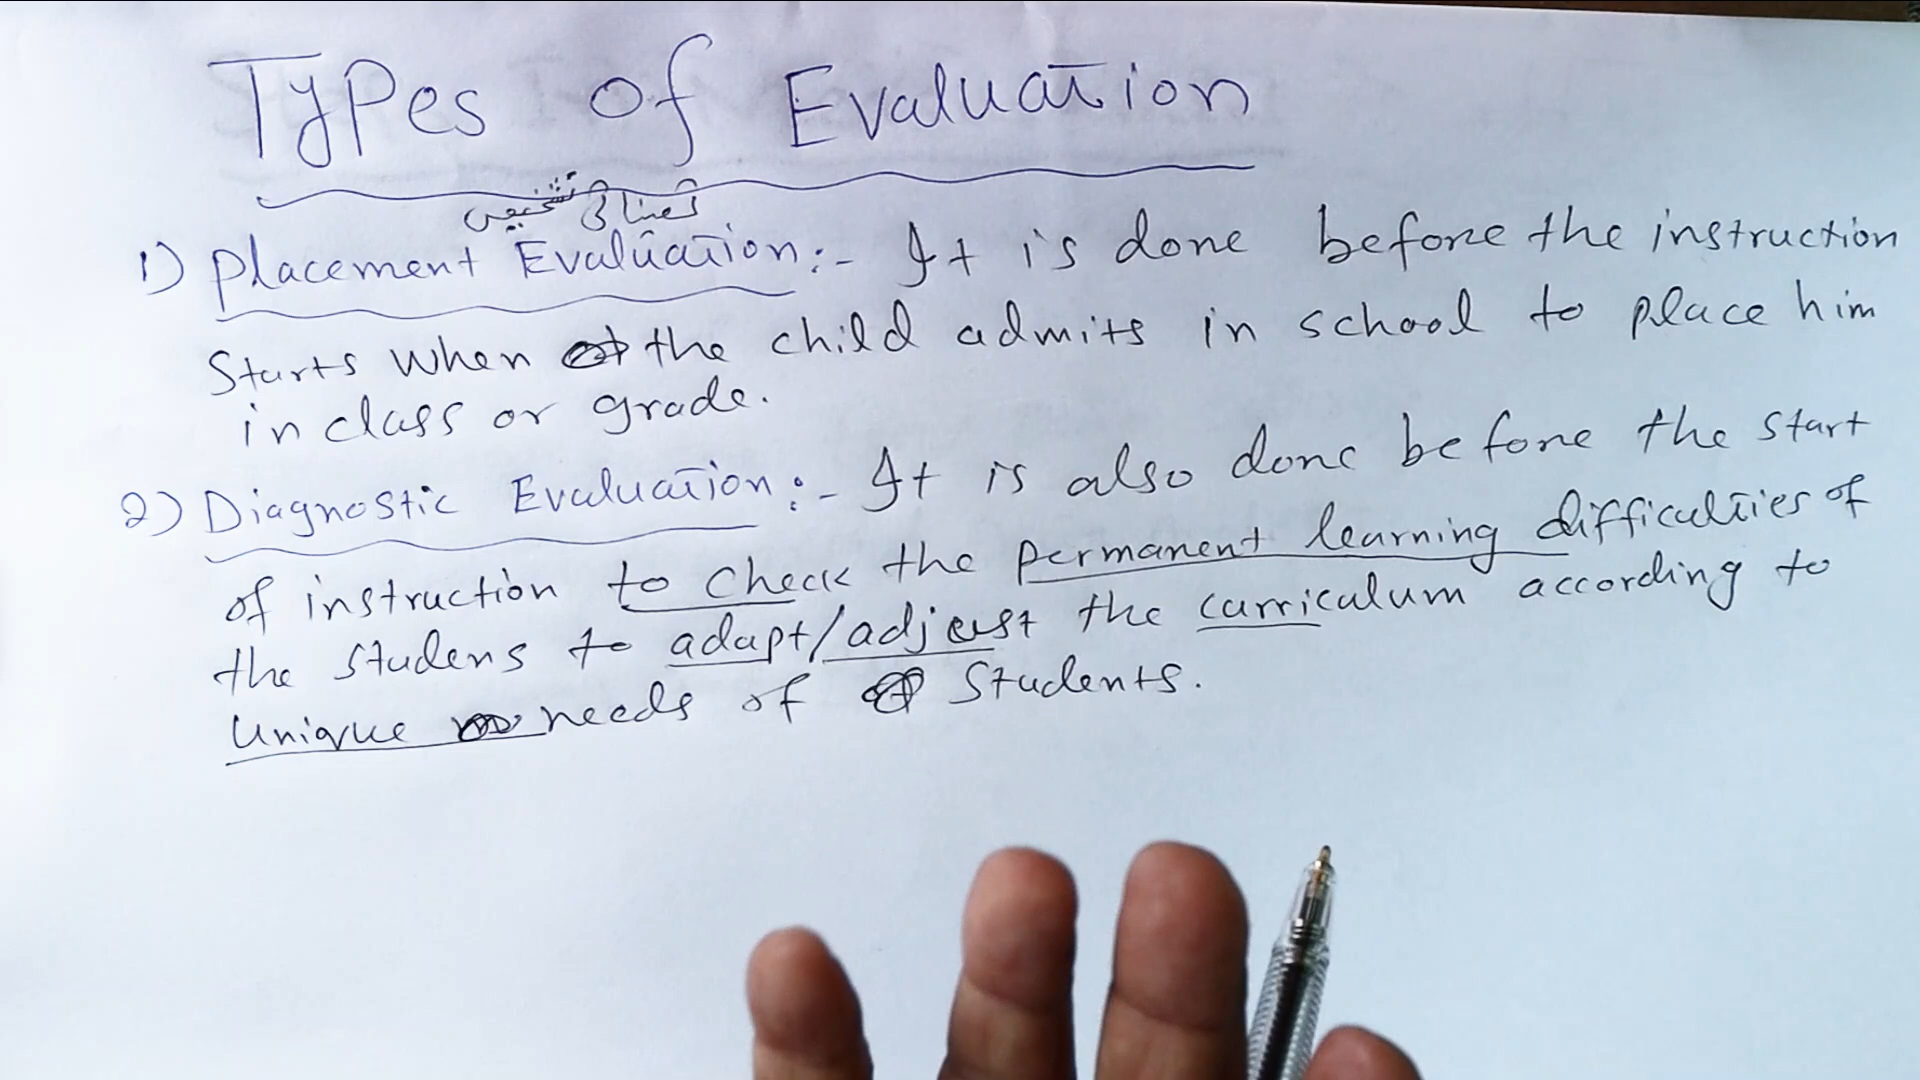 Types of Evaluation
1) Placement Evaluation:- It is done before the instruction
Starts when the child admits in school to place him
in class or grade.
2) Diagnostic Evaluation:- It is also done before the start
of instruction to check the permanent learning difficulties of
the studens to adapt/adjust the curriculum according to
Unique needs of Students.